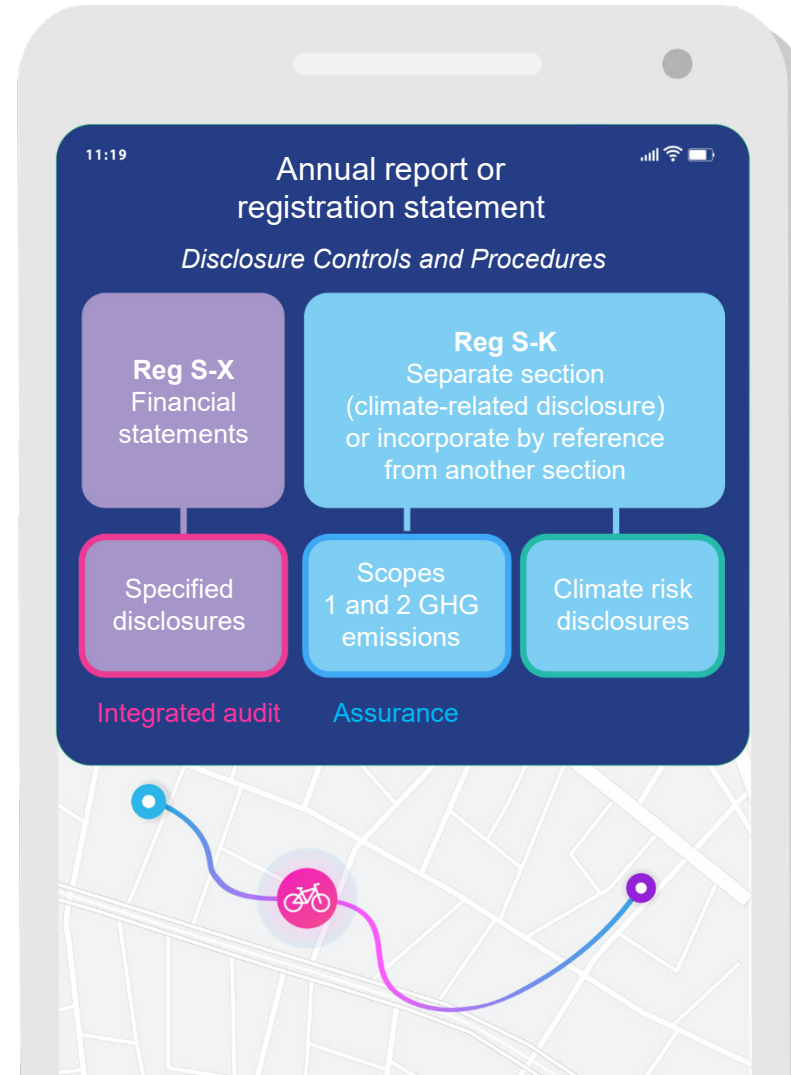 11:19
Annual report or
registration statement
Disclosure Controls and Procedures
Reg S-X
Financial
statements
Reg S-K
Separate section
(climate-related disclosure)
or incorporate by reference
from another section
Specified
disclosures
Scopes
1 and 2 GHG
emissions
Climate risk
disclosures
Integrated audit
Assurance